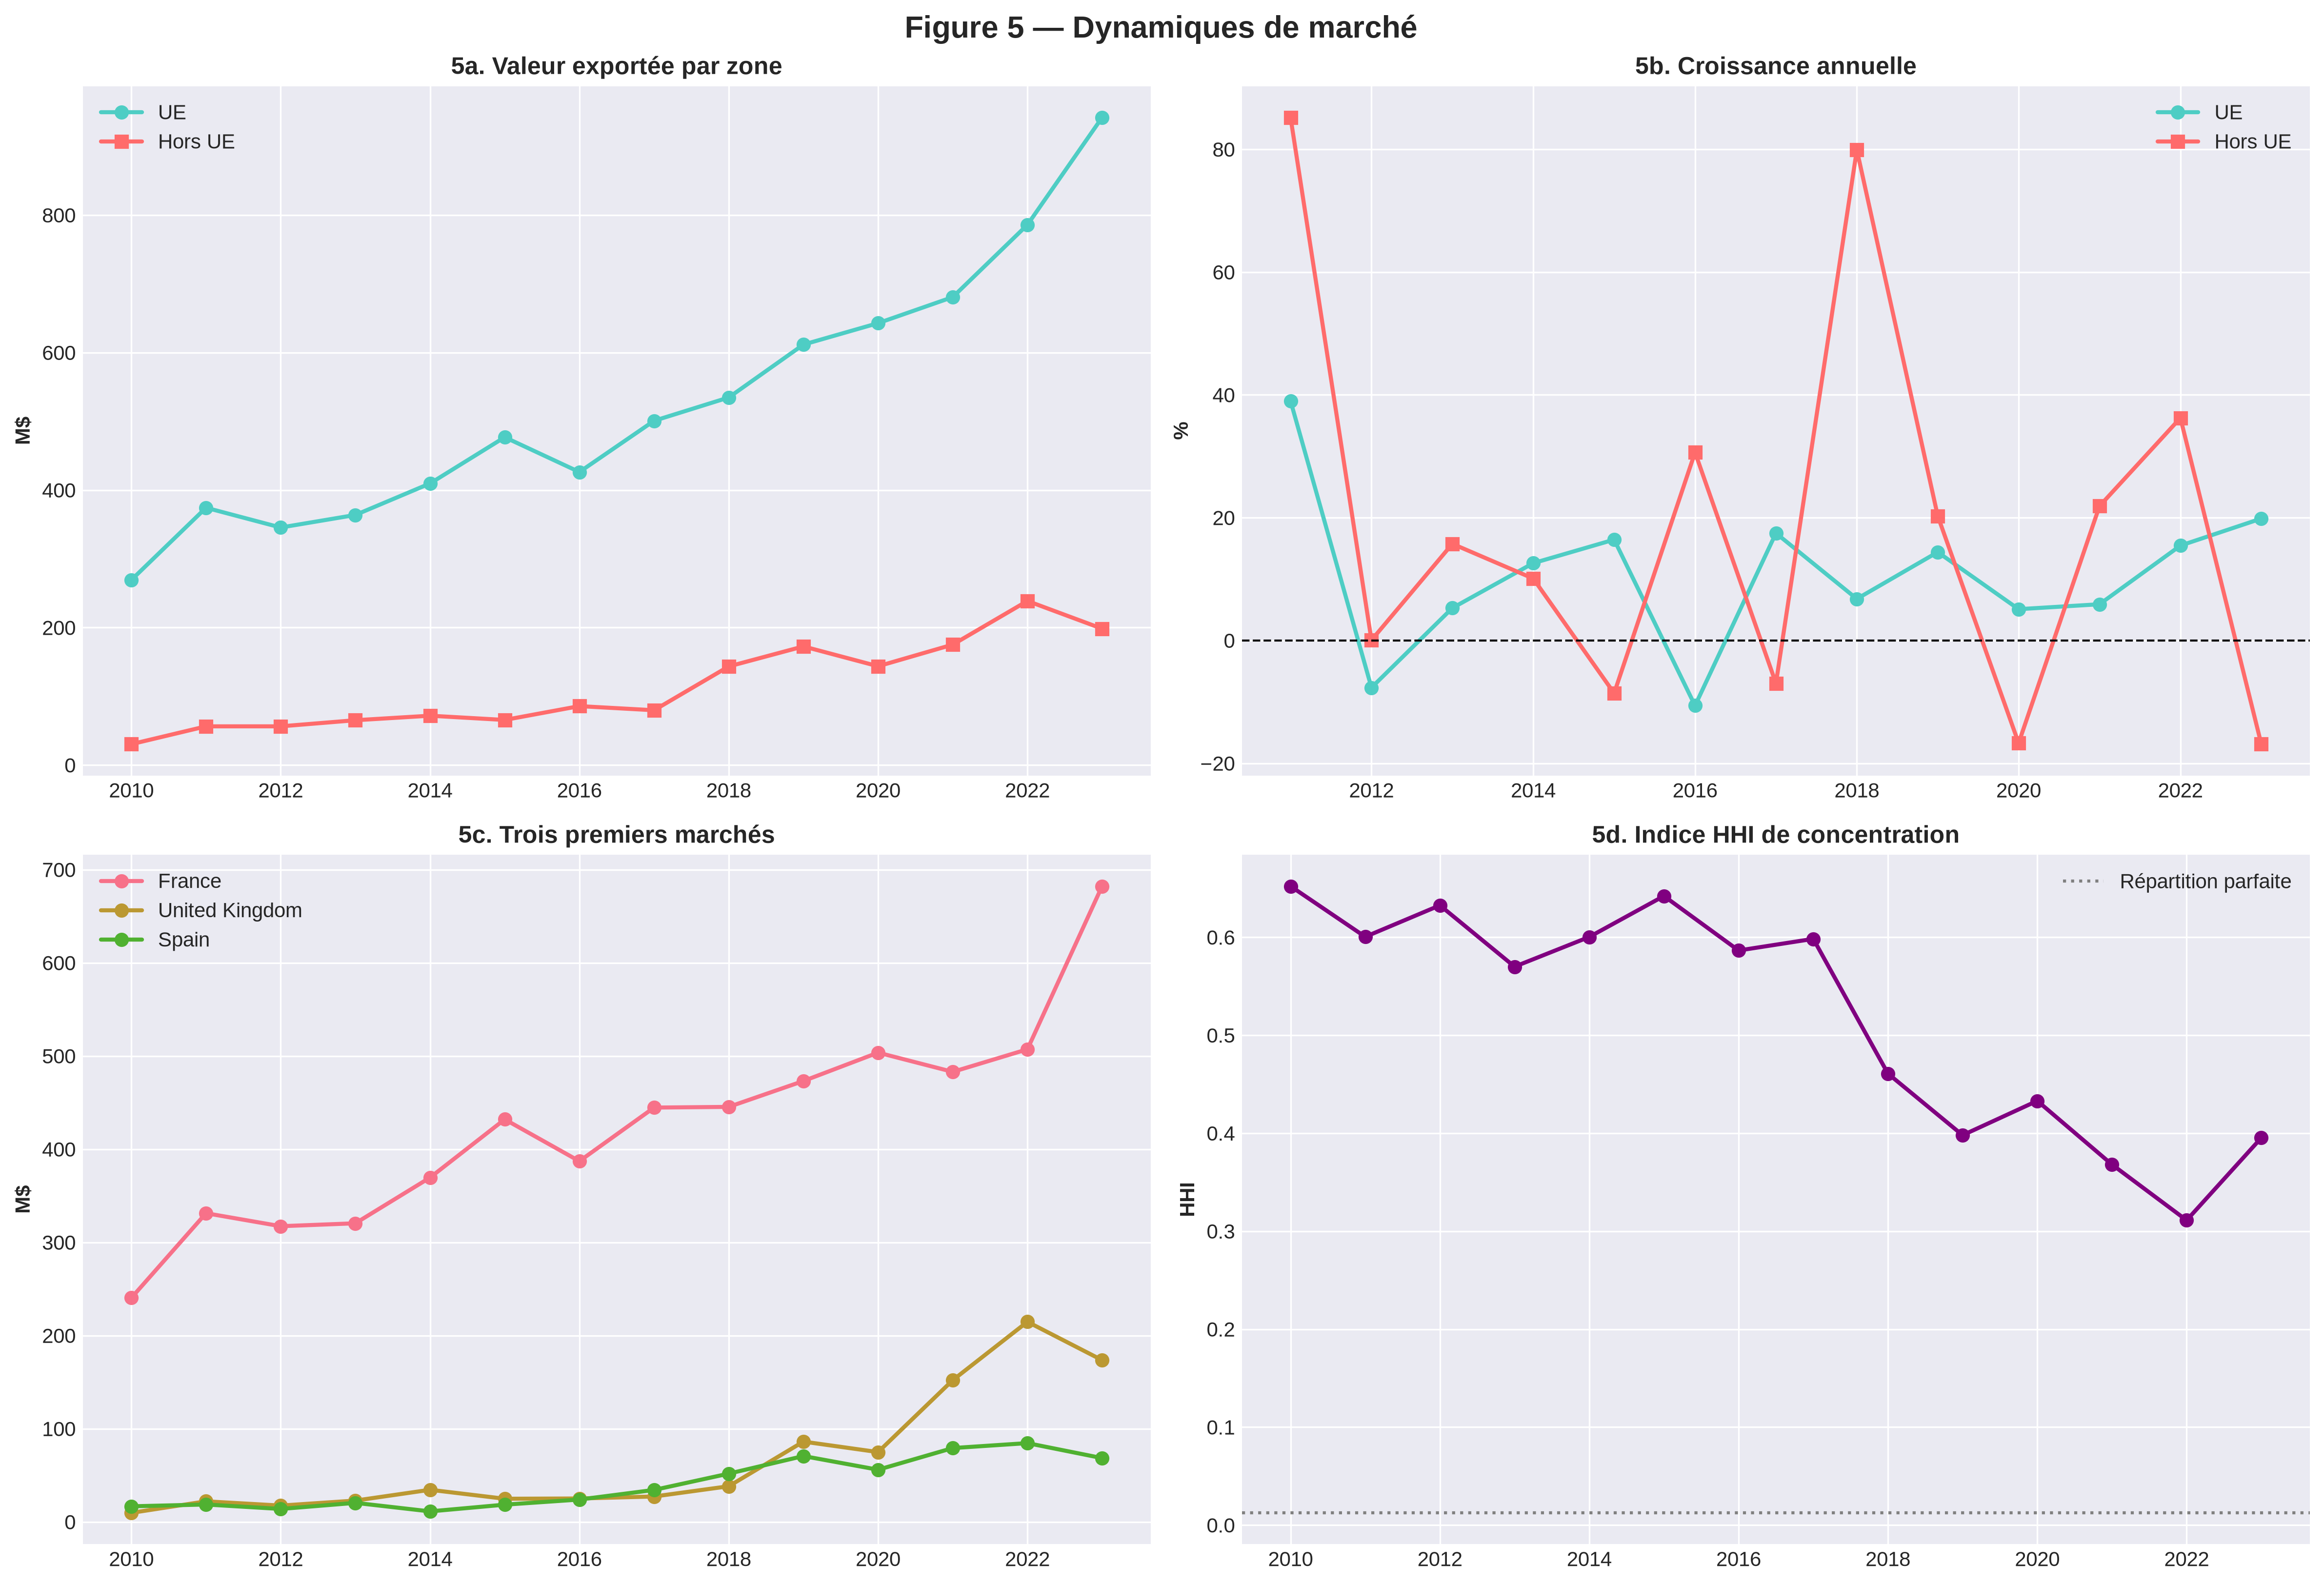 Figure 5 — Dynamiques de marché
5a. Valeur exportée par zone
UE
Hors UE
M$
800
600
400
200
0
2010 2012 2014 2016 2018 2020 2022
5b. Croissance annuelle
UE
Hors UE
%
80
60
40
20
0
−20
2012 2014 2016 2018 2020 2022
5c. Trois premiers marchés
France
United Kingdom
Spain
M$
700
600
500
400
300
200
100
0
2010 2012 2014 2016 2018 2020 2022
5d. Indice HHI de concentration
Répartition parfaite
HHI
0.6
0.5
0.4
0.3
0.2
0.1
0.0
2010 2012 2014 2016 2018 2020 2022